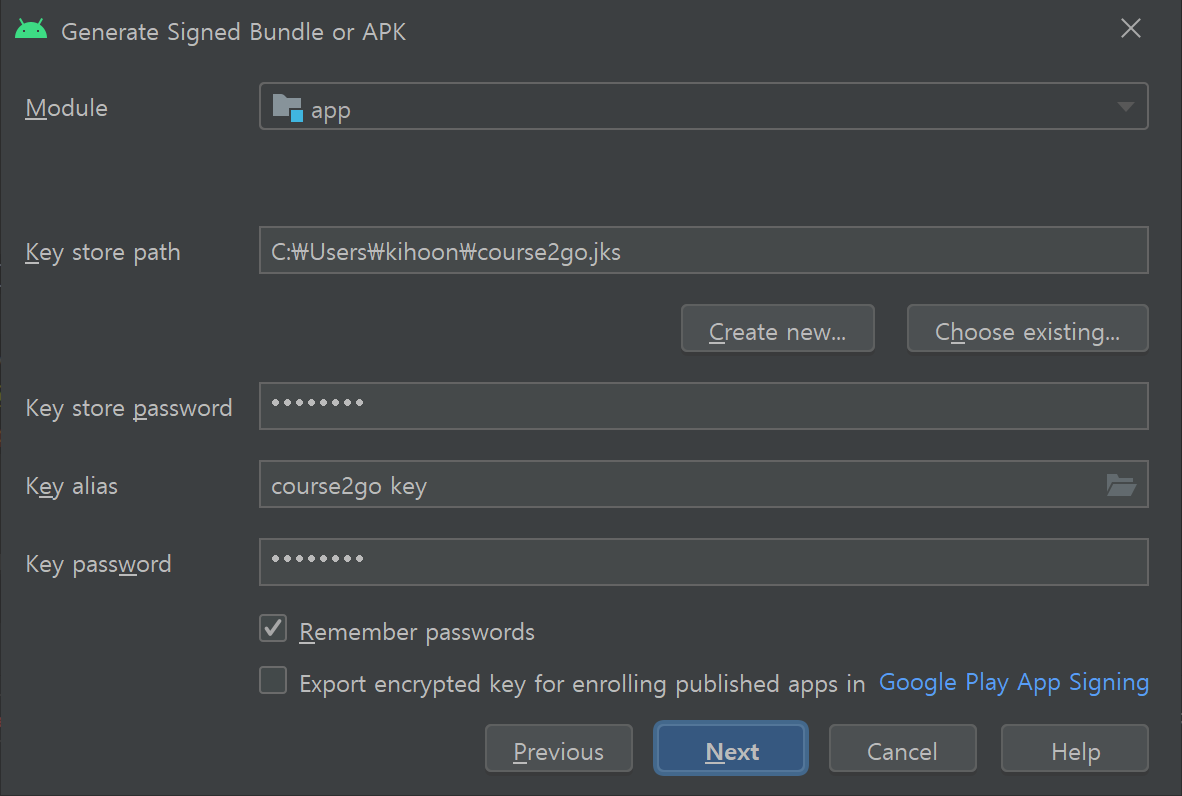 Generate Signed Bundle or APK
Module
app
Key store path
C:₩Users₩kihoon₩course2go.jks
Create new...
Choose existing...
Key store password
••••••••
Key alias
course2go key
Key password
••••••••
Remember passwords
Export encrypted key for enrolling published apps in Google Play App Signing
Previous
Next
Cancel
Help